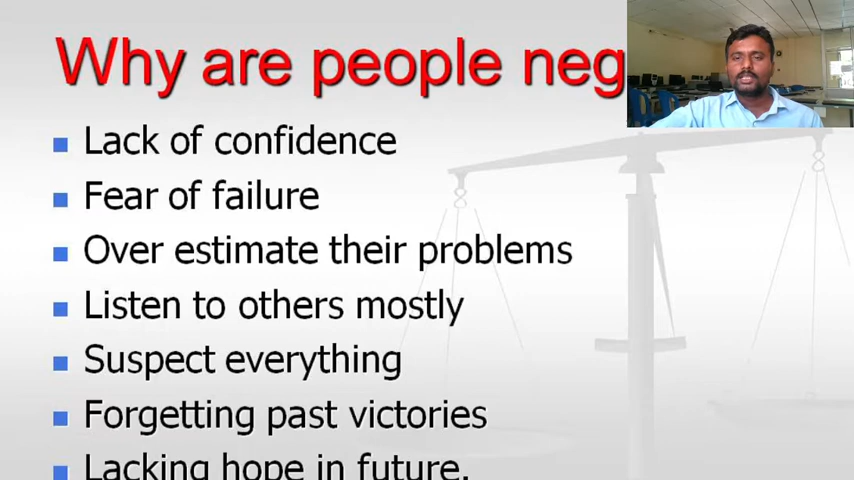 Why are people neg
Lack of confidence
Fear of failure
Over estimate their problems
Listen to others mostly
Suspect everything
Forgetting past victories
Lacking hope in future.